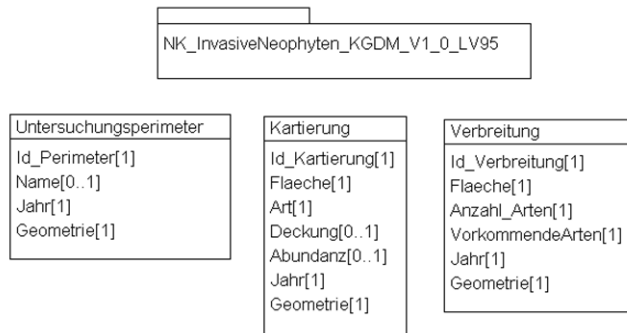 NK_InvasiveNeophyten_KGDM_V1_0_LV95
Untersuchungsperimeter
Id_Perimeter[1]
Name[0..1]
Jahr[1]
Geometrie[1]
Kartierung
Id_Kartierung[1]
Flaeche[1]
Art[1]
Deckung[0..1]
Abundanz[0..1]
Jahr[1]
Geometrie[1]
Verbreitung
Id_Verbreitung[1]
Flaeche[1]
Anzahl_Arten[1]
VorkommendeArten[1]
Jahr[1]
Geometrie[1]